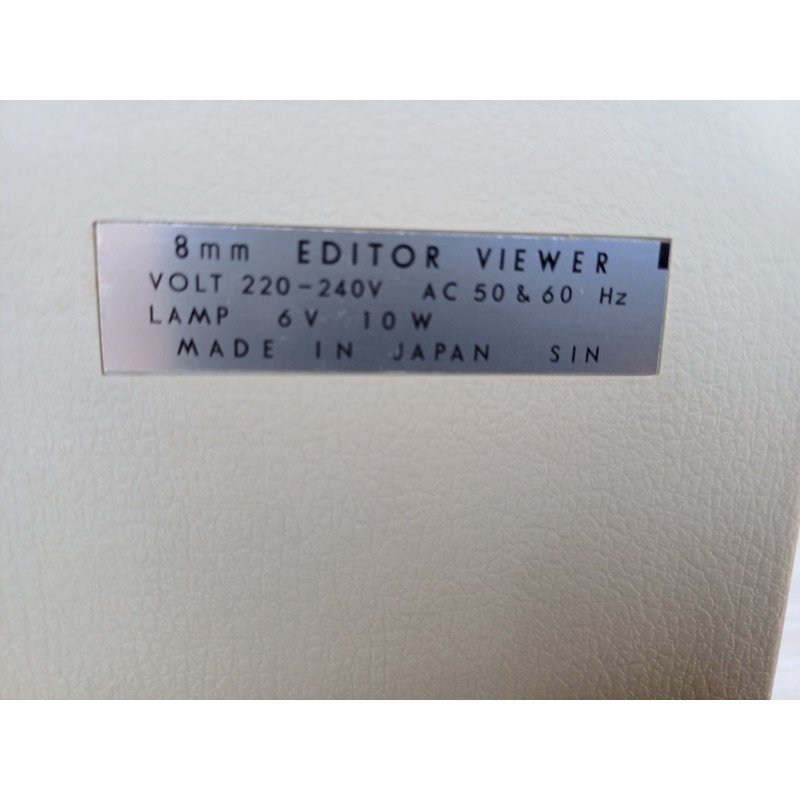 8mm EDITOR VIEWER
VOLT 220-240V AC 50 & 60 Hz
LAMP 6V 10W
MADE IN JAPAN SIN